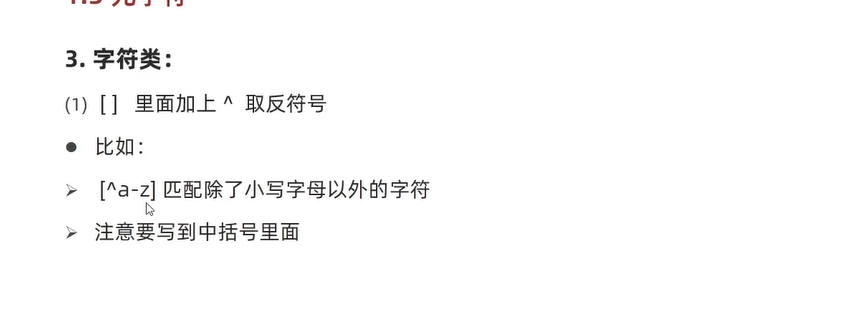 3. 字符类：
(1) [ ] 里面加上 ^ 取反符号
● 比如：
➢ [^a-z] 匹配除了小写字母以外的字符
➢ 注意要写到中括号里面